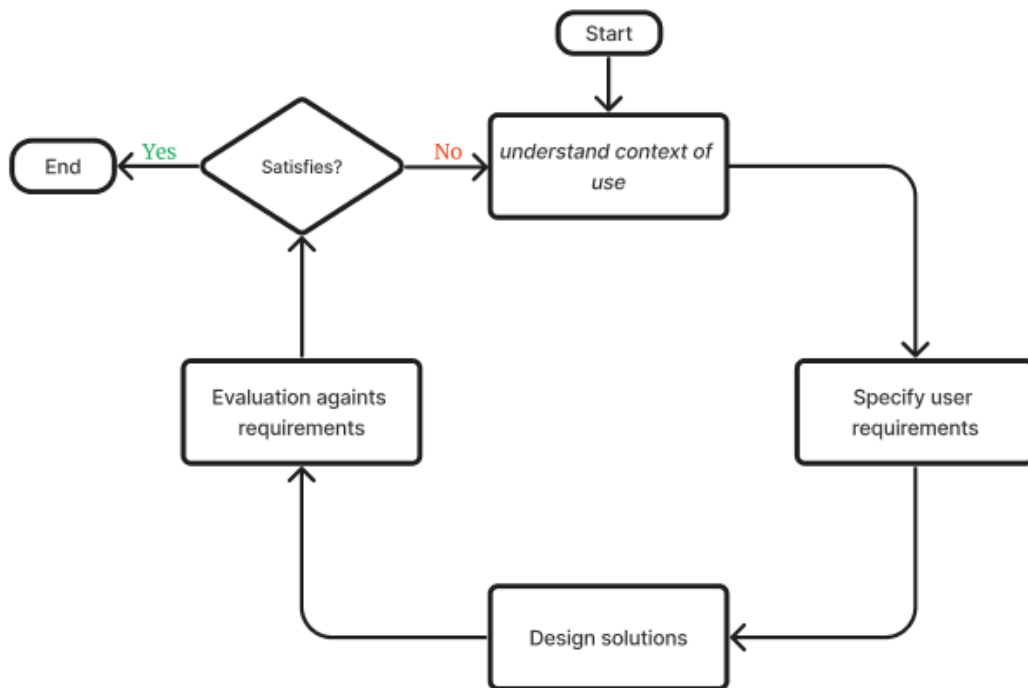 Start
understand context of
use
Specify user
requirements
Design solutions
Evaluation againts
requirements
Satisfies?
No
Yes
End